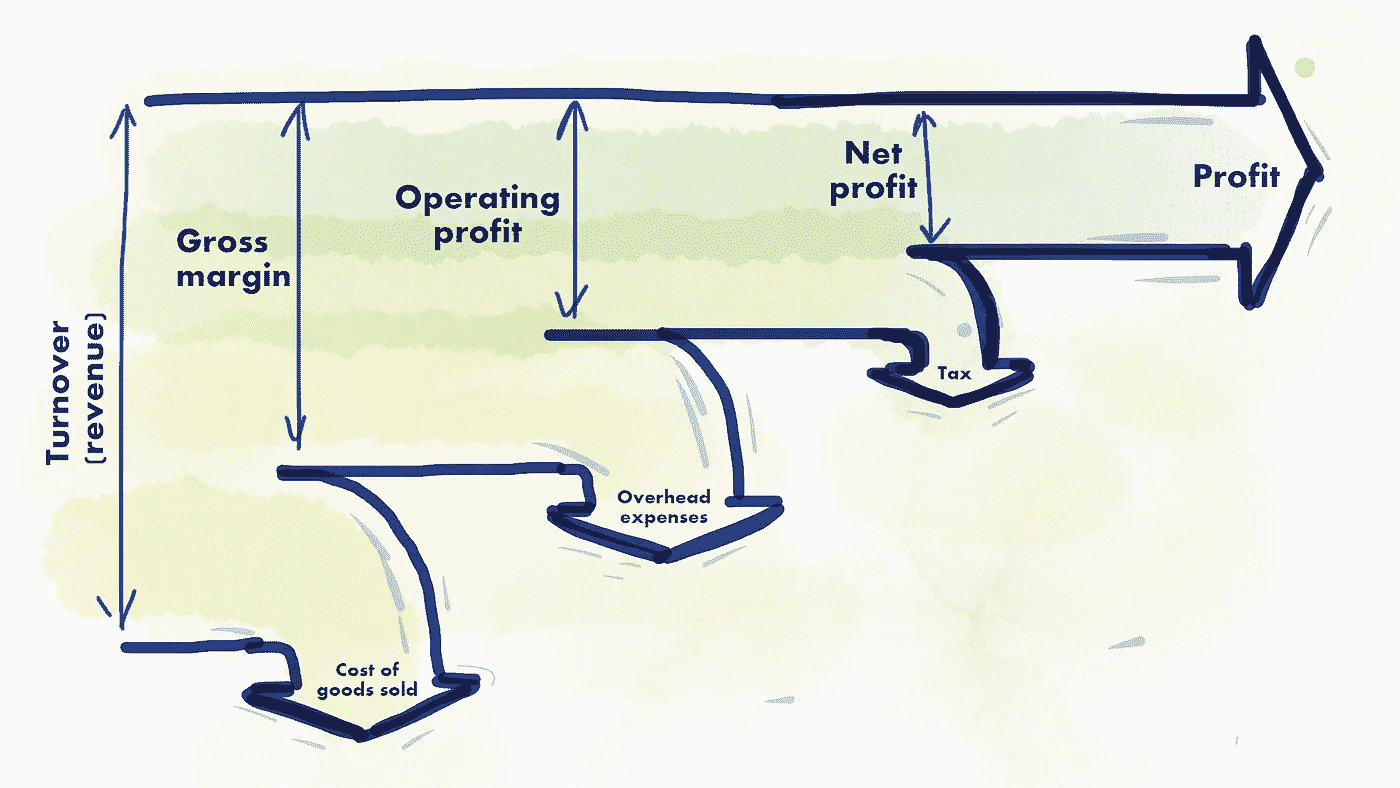 Turnover
(revenue)
Gross
margin
Operating
profit
Net
profit
Profit
Tax
Overhead
expenses
Cost of
goods sold